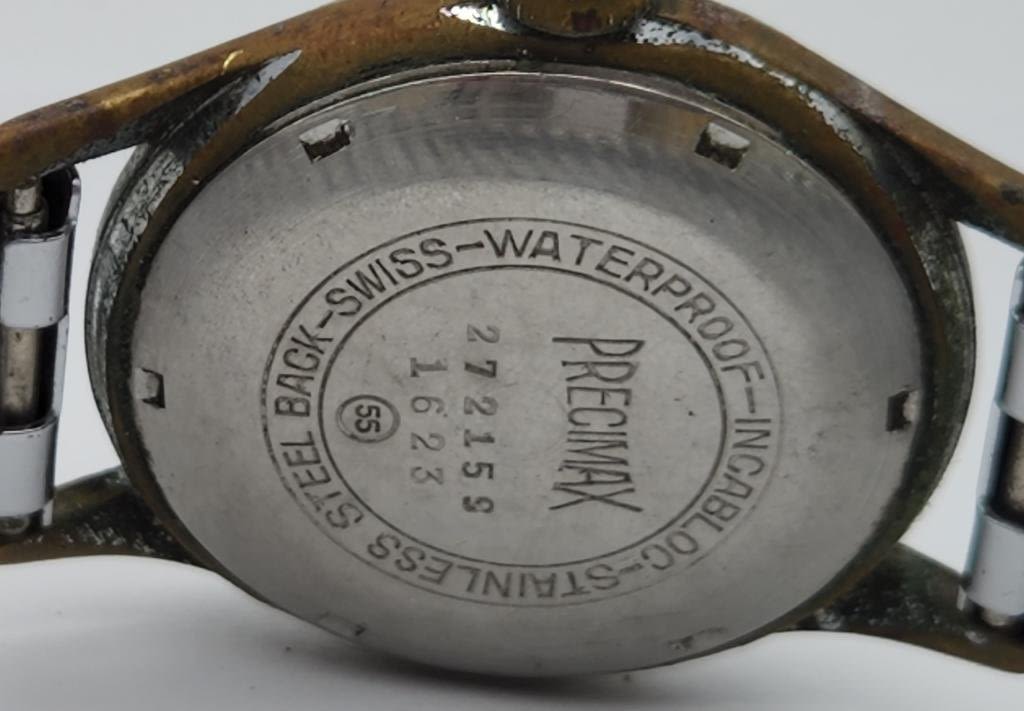 SWISS-WATERPROOF-INCABLOC-STAINLESS STEEL BACK-
PRECIMAX
272159
1623
55